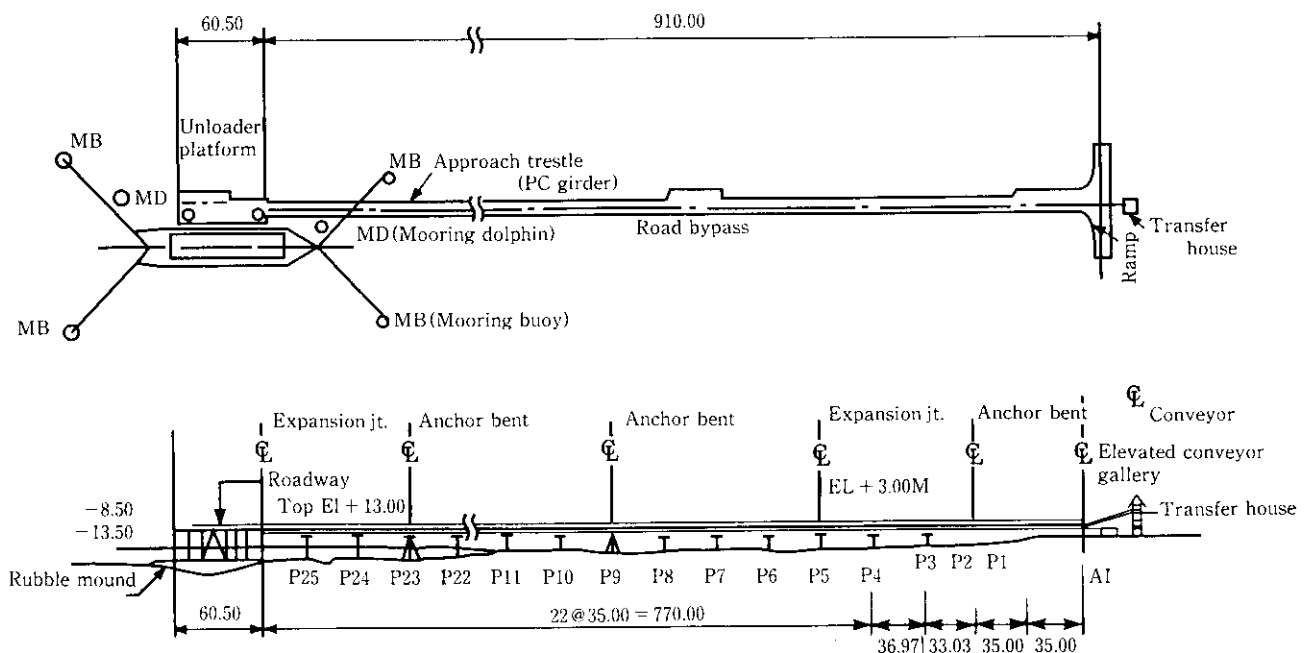 60.50
910.00
Unloader
platform
MB
MD
MB
Approach trestle
(PC girder)
MD(Mooring dolphin)
Road bypass
Ramp
Transfer
house
MB
MB(Mooring buoy)
℄
Conveyor
Expansion jt.
Anchor bent
Anchor bent
Expansion jt.
Anchor bent
℄
℄
℄
℄
℄
℄
Elevated conveyor
gallery
Roadway
Top El + 13.00
EL + 3.00M
Transfer house
-8.50
-13.50
Rubble mound
P25 P24 P23 P22 P11 P10 P9 P8 P7 P6 P5 P4 P3 P2 P1 A1
60.50
22@35.00 = 770.00
36.97 33.03 35.00 35.00